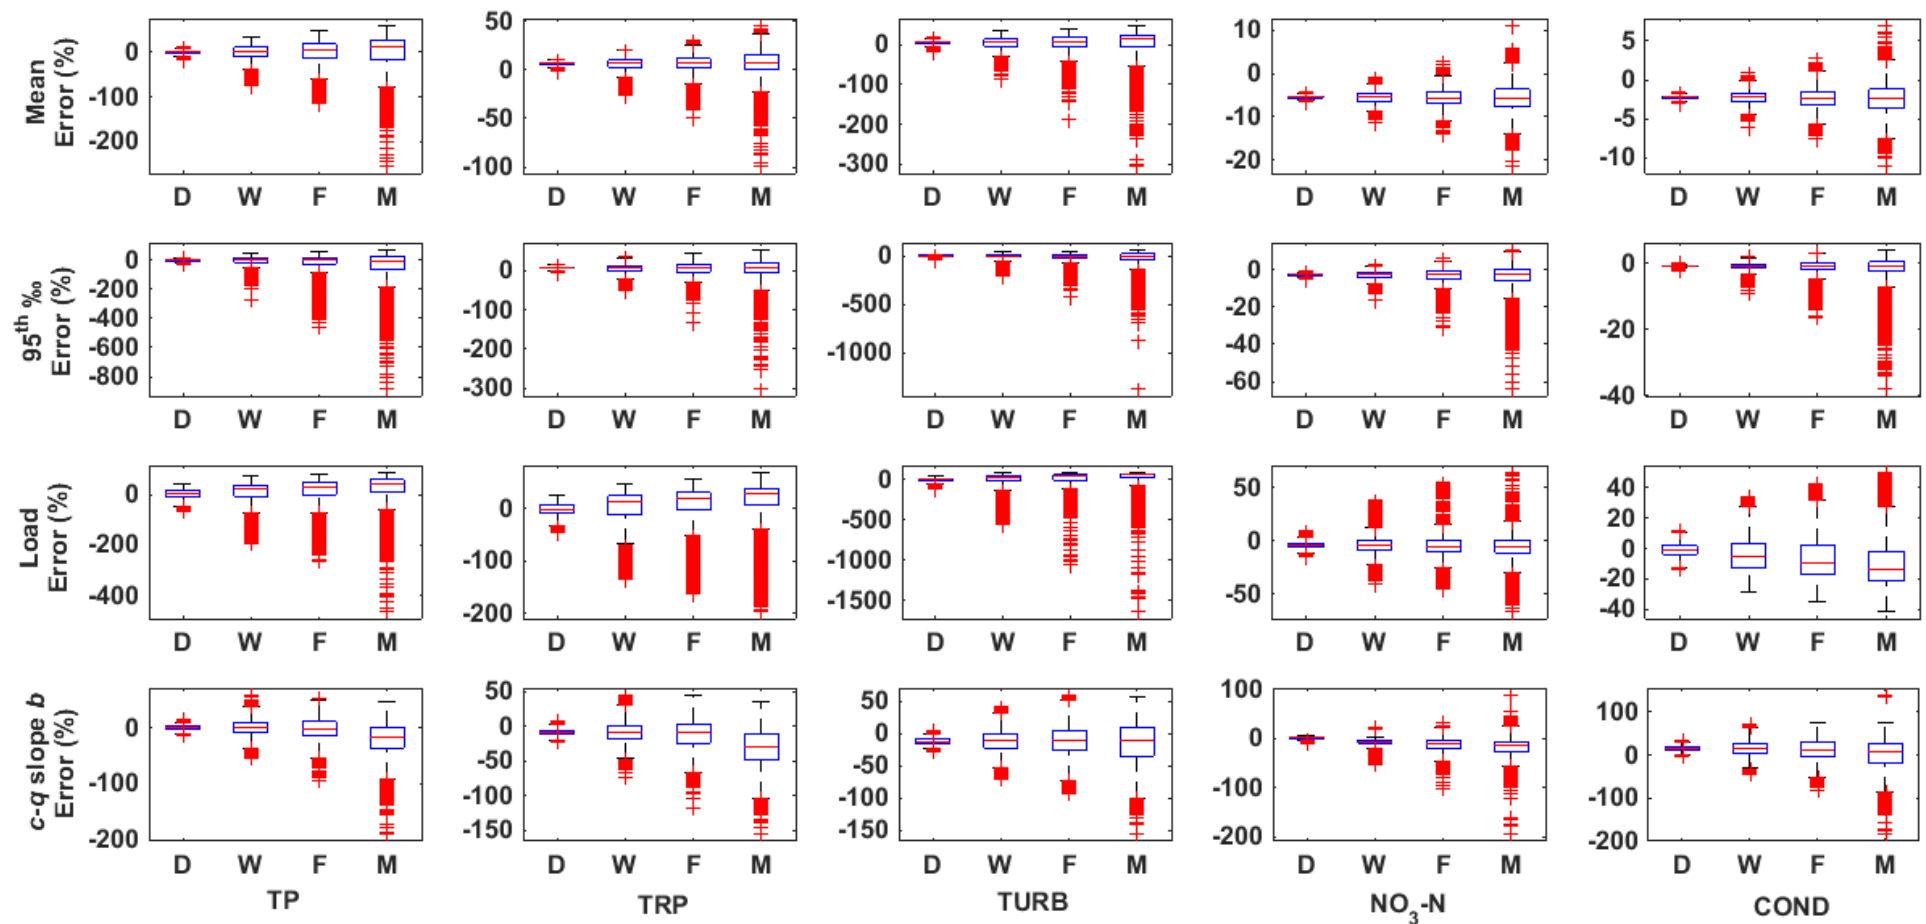 Mean
Error (%)
0
-100
-200
D W F M
50
0
-50
-100
D W F M
0
-100
-200
-300
D W F M
10
0
-10
-20
D W F M
5
0
-5
-10
D W F M
95th ‰
Error (%)
0
-200
-400
-600
-800
D W F M
0
-100
-200
-300
D W F M
0
-500
-1000
D W F M
0
-20
-40
-60
D W F M
0
-20
-40
D W F M
Load
Error (%)
0
-200
-400
D W F M
0
-100
-200
D W F M
0
-500
-1000
-1500
D W F M
50
0
-50
D W F M
40
20
0
-20
-40
D W F M
c-q slope b
Error (%)
0
-100
-200
D W F M
50
0
-50
-100
-150
D W F M
50
0
-50
-100
-150
D W F M
100
0
-100
-200
D W F M
100
0
-100
-200
D W F M
TP
TRP
TURB
NO3-N
COND